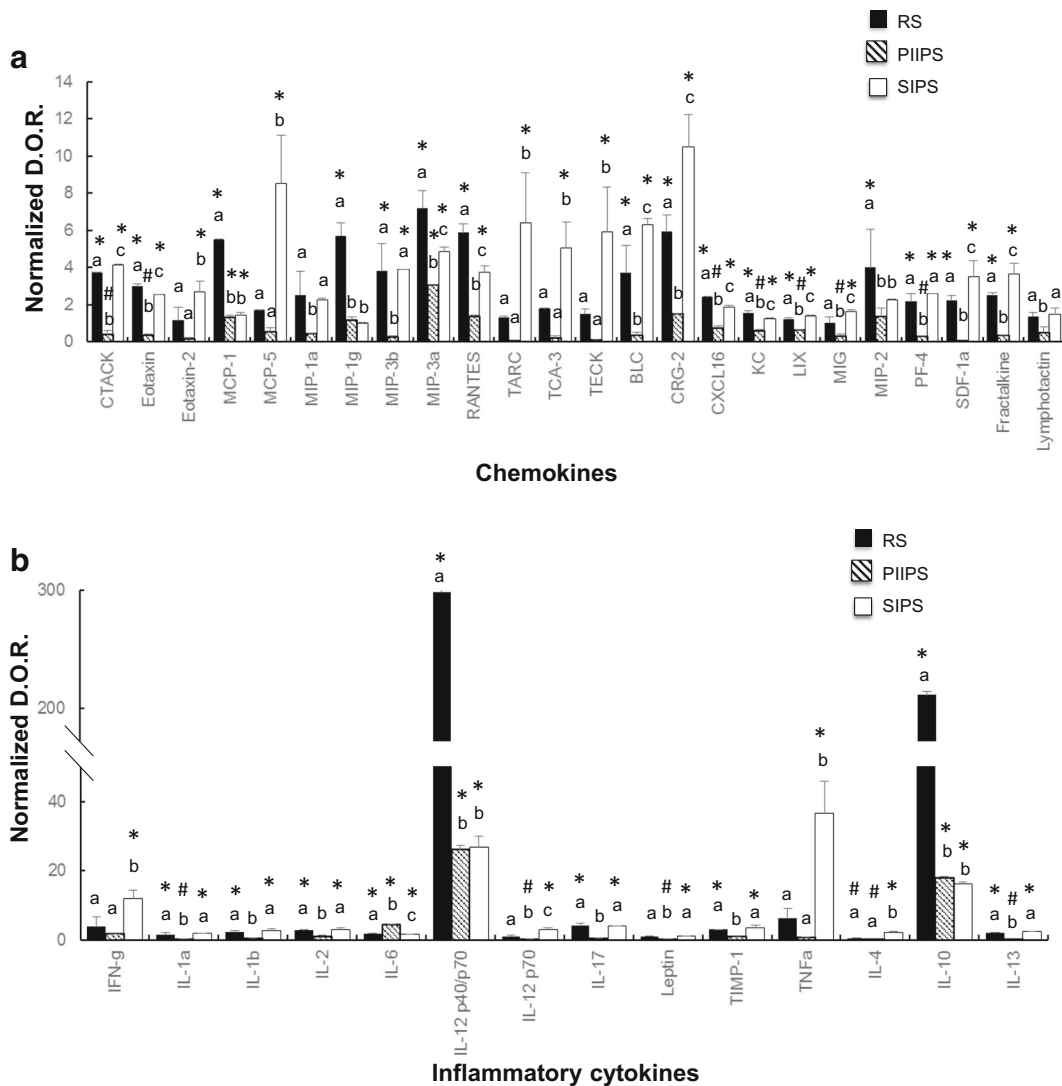 a
RS
PIIPS
SIPS
Normalized D.O.R.
14
12
10
8
6
4
2
0
* a # b * c
* a # b * c
a a * b
* a * b * b
a a * b
a b a
* a b b
* a b * a
* a * b * c
* a b * c
a a * b
a a * b
a a * b
* a b * c
* a b * c
* a # b * c
* a # b * c
* a # b * c
a # b * c
* a b b
* a # b * a
* a b * c
* a b * c
a b a
CTACK
Eotaxin
Eotaxin-2
MCP-1
MCP-5
MIP-1a
MIP-1g
MIP-3b
MIP-3a
RANTES
TARC
TCA-3
TECK
BLC
CRG-2
CXCL16
KC
LIX
MIG
MIP-2
PF-4
SDF-1a
Fractalkine
Lymphotactin
Chemokines
b
RS
PIIPS
SIPS
Normalized D.O.R.
300
200
40
20
0
a a * b
* a # b * a
* a b * a
* a b * a
* a * b * c
* a * b * b
a # b * c
* a b * a
a # b * a
* a b * a
a a * b
# a # a * b
* a * b * b
* a # b * a
IFN-g
IL-1a
IL-1b
IL-2
IL-6
IL-12 p40/p70
IL-12 p70
IL-17
Leptin
TIMP-1
TNFa
IL-4
IL-10
IL-13
Inflammatory cytokines